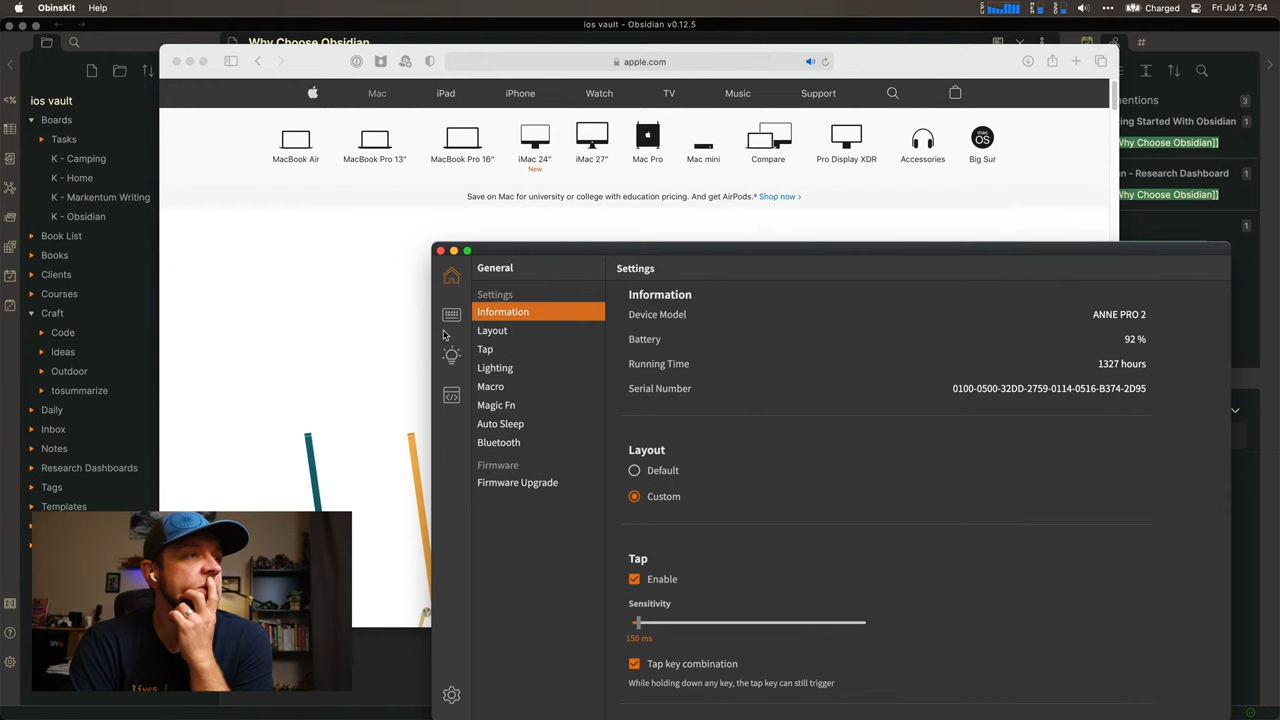 ObinsKit Help
Charged Fri Jul 2 7:54
ios vault - Obsidian v0.12.5
Why Choose Obsidian
apple.com
Mac iPad iPhone Watch TV Music Support
MacBook Air MacBook Pro 13" MacBook Pro 16" iMac 24" iMac 27" Mac Pro Mac mini Compare Pro Display XDR Accessories Big Sur
New
Save on Mac for university or college with education pricing. And get AirPods.◊ Shop now >
ios vault
Boards
Tasks
K - Camping
K - Home
K - Markentum Writing
K - Obsidian
Book List
Books
Clients
Courses
Craft
Code
Ideas
Outdoor
tosummarize
Daily
Inbox
Notes
Research Dashboards
Tags
Templates
mentions 3
ting Started With Obsidian 1
Why Choose Obsidian]]
an - Research Dashboard 1
Why Choose Obsidian]]
1
General
Settings
Information
Layout
Tap
Lighting
Macro
Magic Fn
Auto Sleep
Bluetooth
Firmware
Firmware Upgrade
Settings
Information
Device Model ANNE PRO 2
Battery 92 %
Running Time 1327 hours
Serial Number 0100-0500-32DD-2759-0114-0516-B374-2D95
Layout
Default
Custom
Tap
Enable
Sensitivity
150 ms
Tap key combination
While holding down any key, the tap key can still trigger